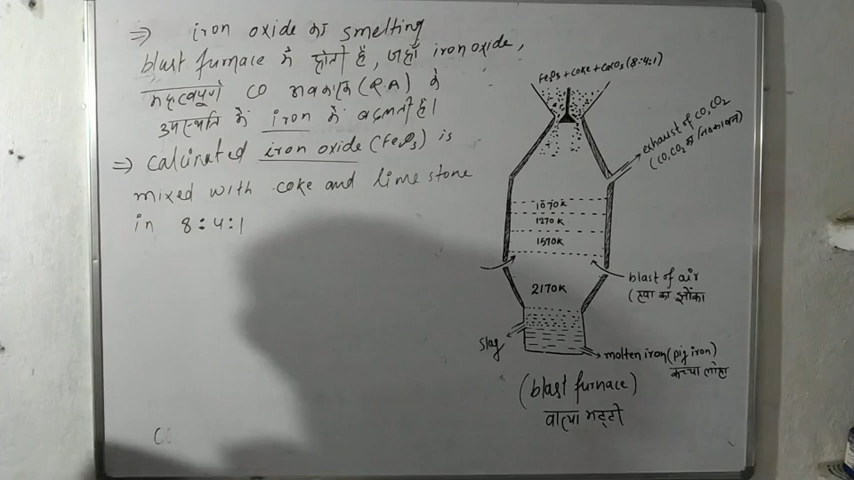 ⇒ iron oxide का smelting
blast furnace में होता है, जहाँ iron oxide,
महत्वपूर्ण CO अवकारक (R.A) के
उपस्थिति में iron में बदलता है।
⇒ Calcinated iron oxide (Fe₂O₃) is
mixed with coke and lime stone
in 8:4:1
Fe₂O₃ + Coke + CaCO₃ (8:4:1)
exhaust of CO, CO₂
(CO, CO₂ का
1070K
1270K
1570K
2170K
blast of air
(हवा का झोंका
slag
molten iron (pig iron)
कच्चा लोहा
(blast furnace)
वात्या भट्टी